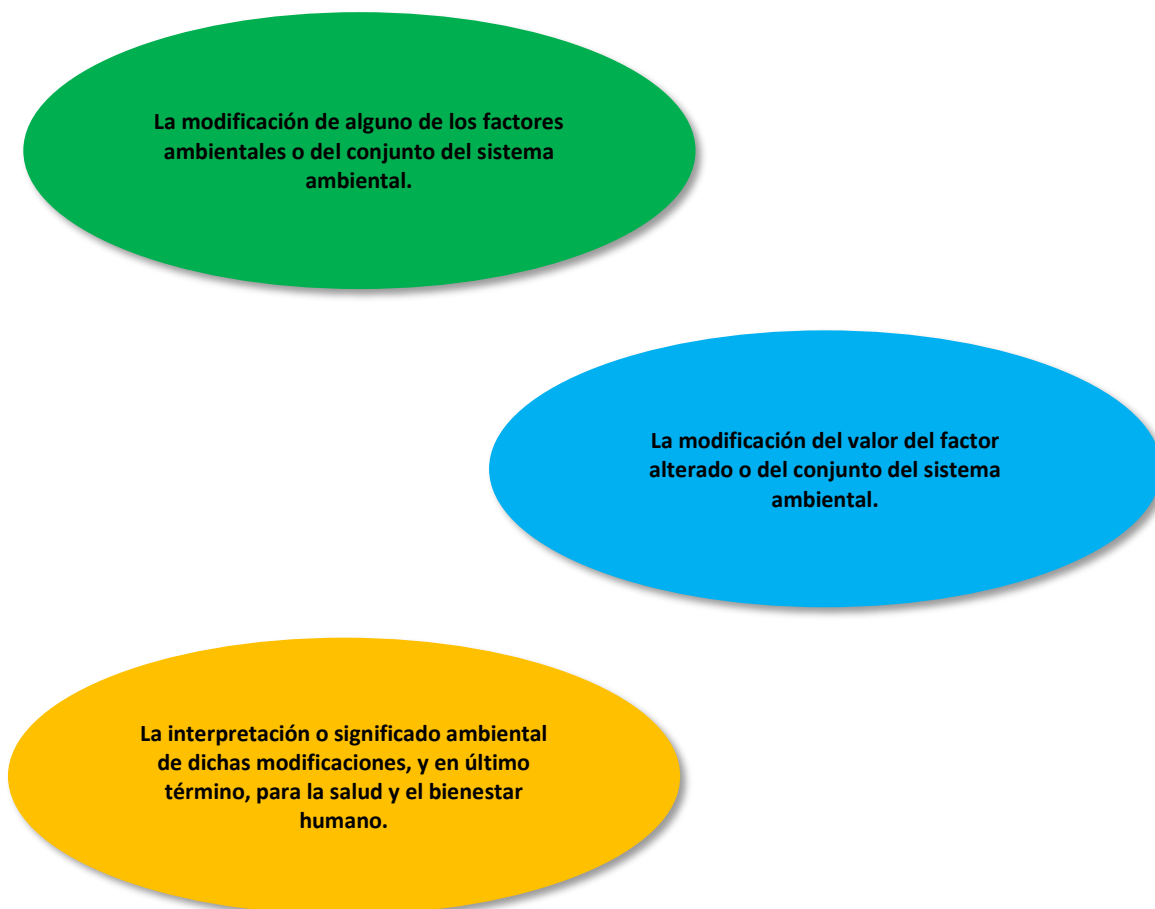 La modificación de alguno de los factores
ambientales o del conjunto del sistema
ambiental.
La modificación del valor del factor
alterado o del conjunto del sistema
ambiental.
La interpretación o significado ambiental
de dichas modificaciones, y en último
término, para la salud y el bienestar
humano.